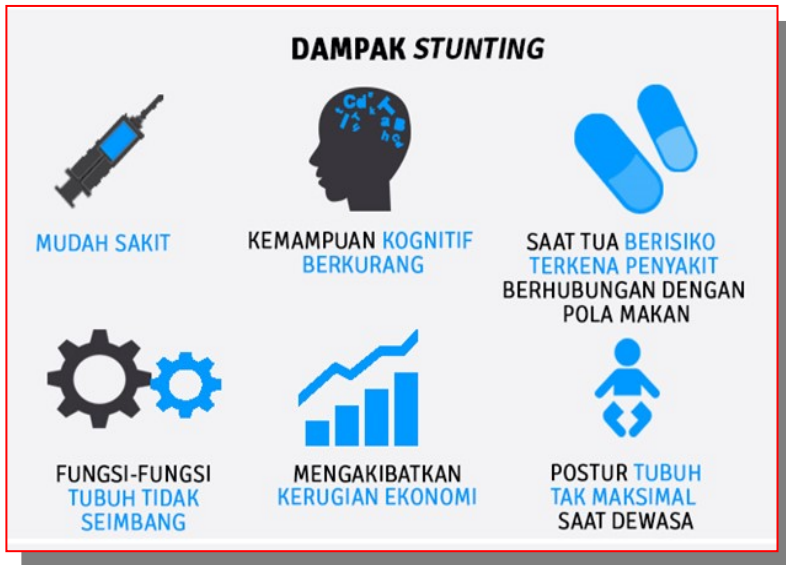 DAMPAK STUNTING
MUDAH SAKIT
KEMAMPUAN KOGNITIF
BERKURANG
SAAT TUA BERISIKO
TERKENA PENYAKIT
BERHUBUNGAN DENGAN
POLA MAKAN
FUNGSI-FUNGSI
TUBUH TIDAK
SEIMBANG
MENGAKIBATKAN
KERUGIAN EKONOMI
POSTUR TUBUH
TAK MAKSIMAL
SAAT DEWASA